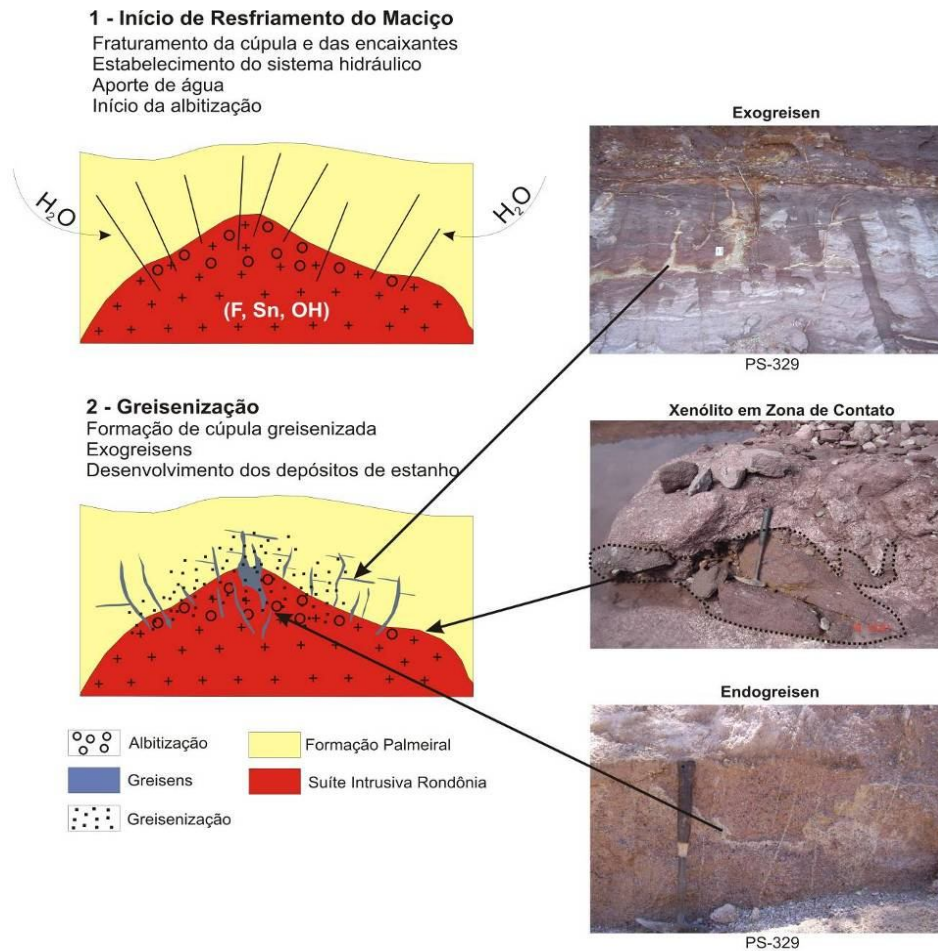 1 - Início de Resfriamento do Maciço
Fraturamento da cúpula e das encaixantes
Estabelecimento do sistema hidráulico
Aporte de água
Início da albitização
H₂O
H₂O
(F, Sn, OH)
2 - Greisenização
Formação de cúpula greisenizada
Exogreisens
Desenvolvimento dos depósitos de estanho
Albitização
Greisens
Greisenização
Formação Palmeiral
Suíte Intrusiva Rondônia
Exogreisen
PS-329
Xenólito em Zona de Contato
Endogreisen
PS-329